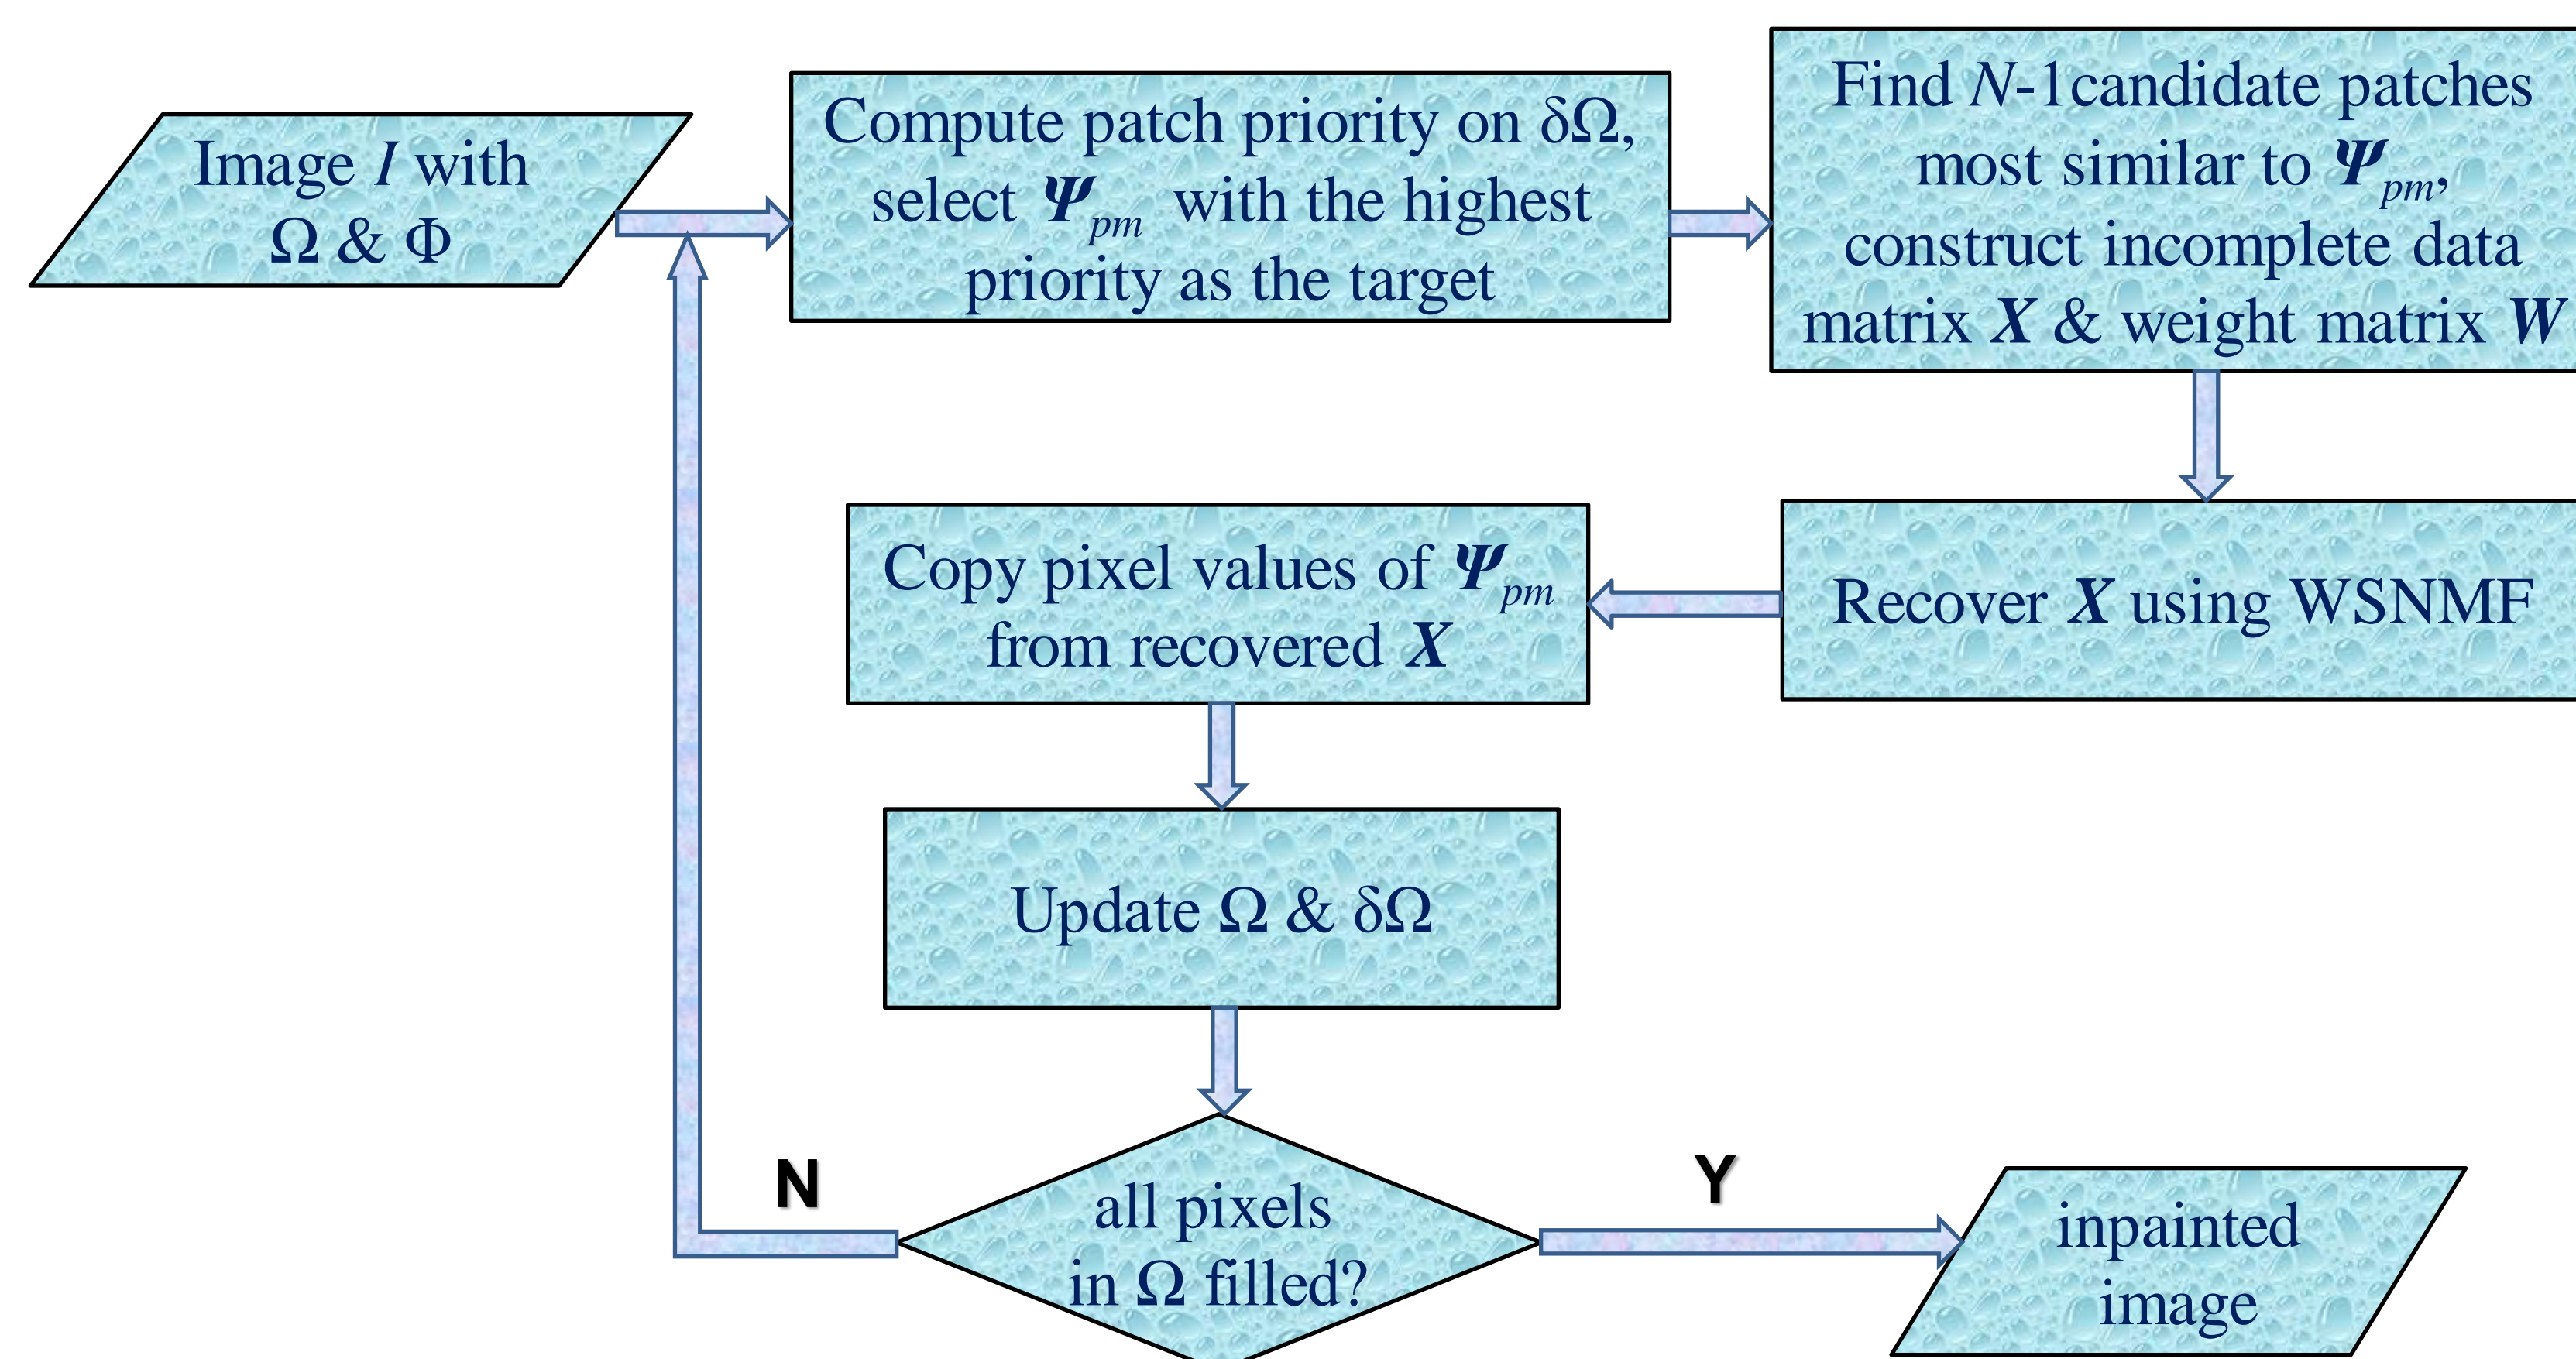 Image I with
Ω & Φ
Compute patch priority on δΩ,
select Ψpm with the highest
priority as the target
Find N-1candidate patches
most similar to Ψpm,
construct incomplete data
matrix X & weight matrix W
Recover X using WSNMF
Copy pixel values of Ψpm
from recovered X
Update Ω & δΩ
all pixels
in Ω filled?
N
Y
inpainted
image